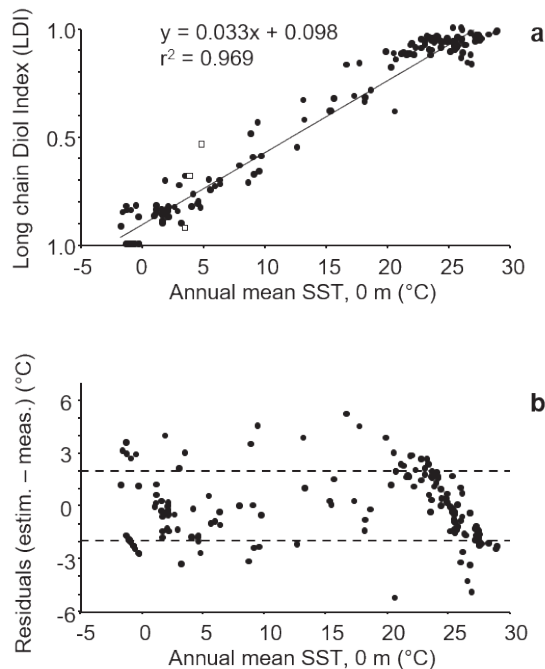 a
y = 0.033x + 0.098
r² = 0.969
Long chain Diol Index (LDI)
1.0
0.5
1.0
0 5 10 15 20 25 30
Annual mean SST, 0 m (°C)
b
Residuals (estim. – meas.) (°C)
6
3
0
-3
-6
-5 0 5 10 15 20 25 30
Annual mean SST, 0 m (°C)